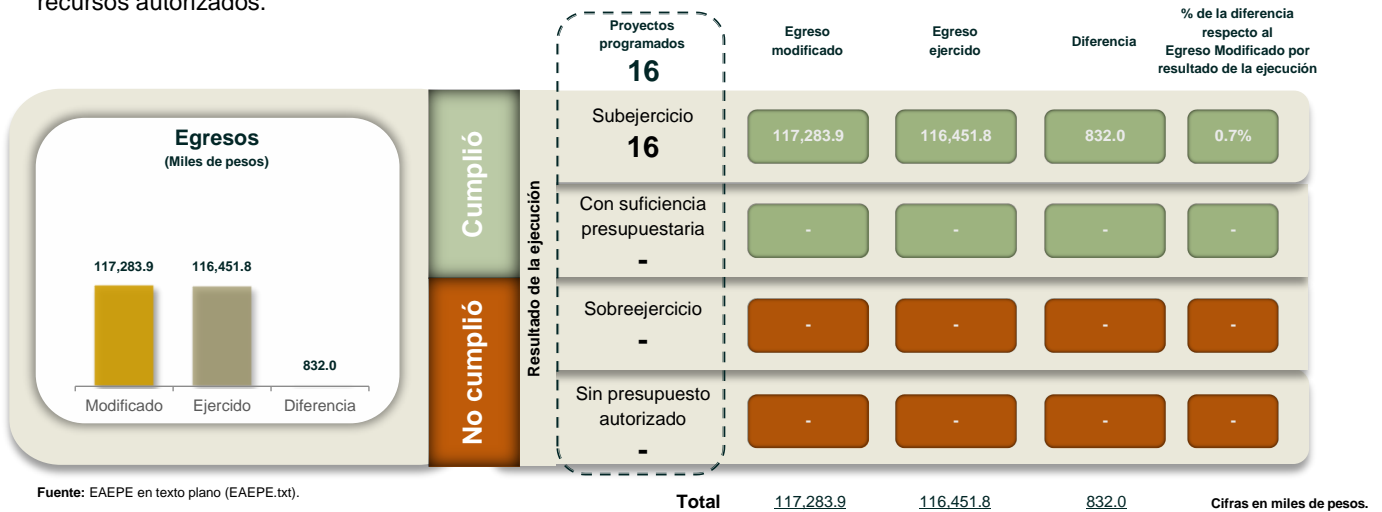 recursos autorizados.
Proyectos
programados
16
Egreso
modificado
Egreso
ejercido
Diferencia
% de la diferencia
respecto al
Egreso Modificado por
resultado de la ejecución
Egresos
(Miles de pesos)
117,283.9
116,451.8
832.0
Modificado
Ejercido
Diferencia
Cumplió
No cumplió
Resultado de la ejecución
Subejercicio
16
117,283.9
116,451.8
832.0
0.7%
Con suficiencia
presupuestaria
-
-
-
-
-
Sobreejercicio
-
-
-
-
-
Sin presupuesto
autorizado
-
-
-
-
-
Fuente: EAEPE en texto plano (EAEPE.txt).
Total
117,283.9
116,451.8
832.0
Cifras en miles de pesos.